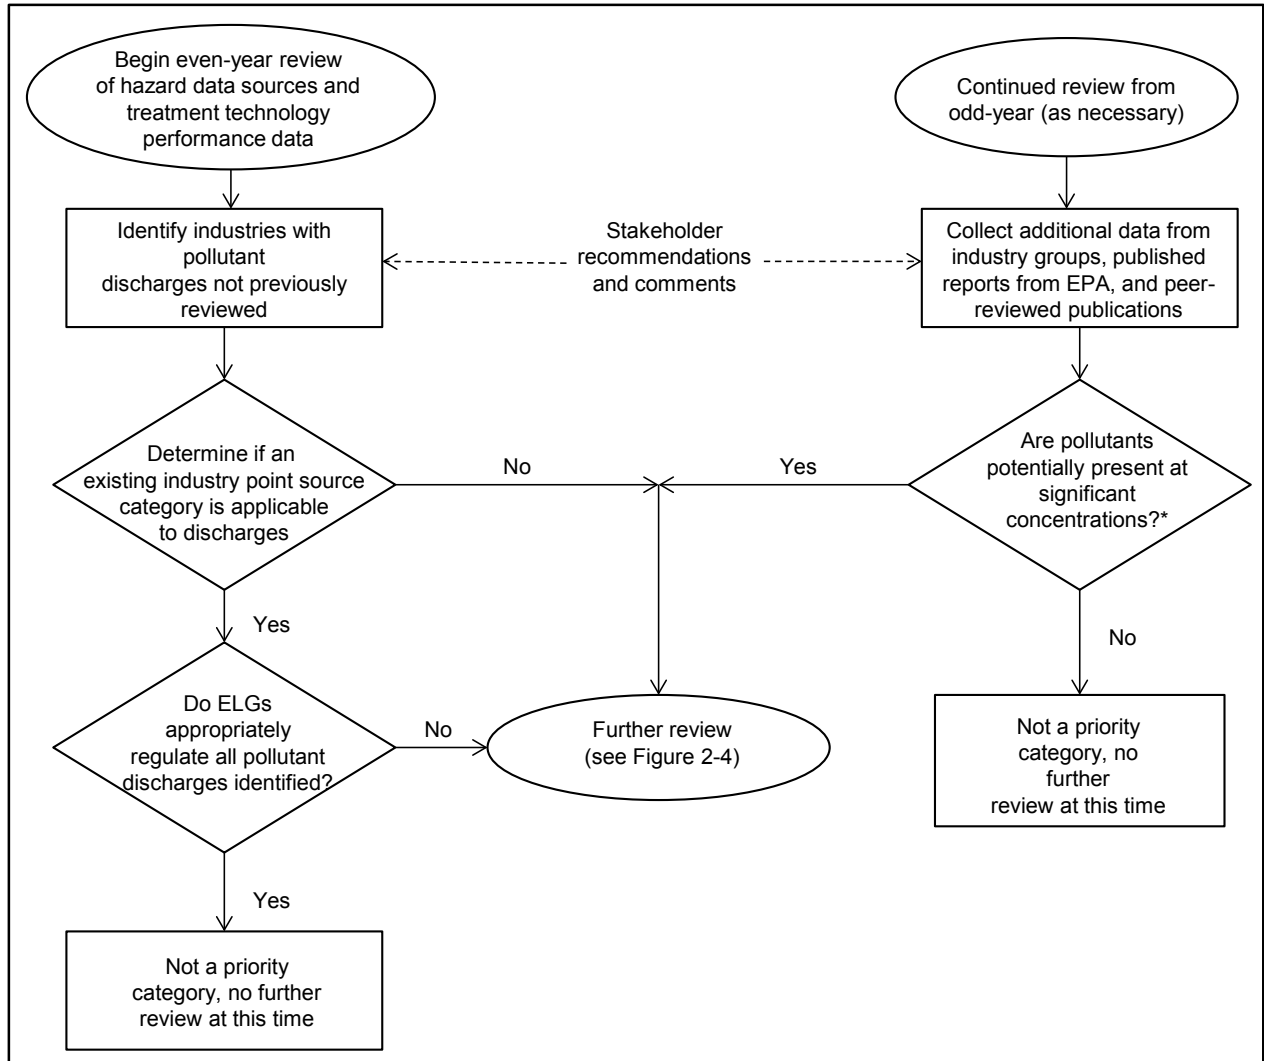 Begin even-year review
of hazard data sources and
treatment technology
performance data
Continued review from
odd-year (as necessary)
Identify industries with
pollutant
discharges not previously
reviewed
Stakeholder
recommendations
and comments
Collect additional data from
industry groups, published
reports from EPA, and peer-
reviewed publications
Determine if an
existing industry point source
category is applicable
to discharges
No
Yes
Are pollutants
potentially present at
significant
concentrations?*
Yes
No
Do ELGs
appropriately
regulate all pollutant
discharges identified?
No
Further review
(see Figure 2-4)
Not a priority
category, no
further
review at this time
Yes
Not a priority
category, no further
review at this time